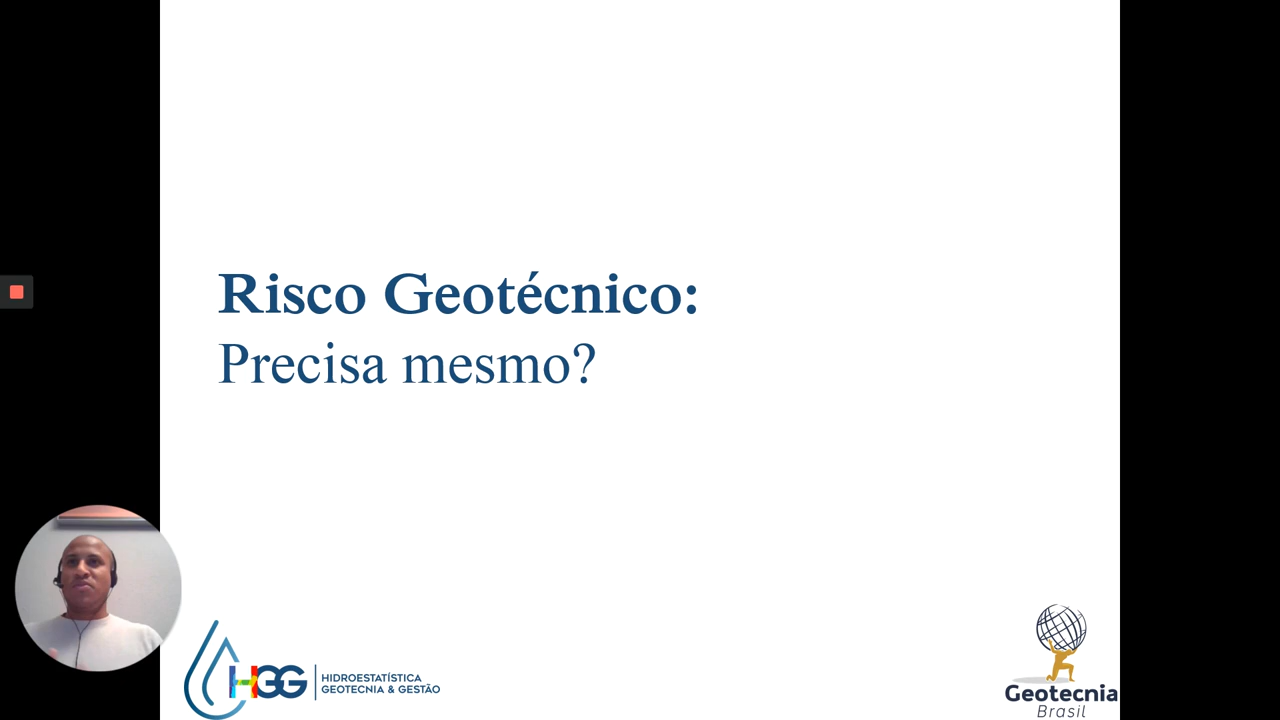 Risco Geotécnico:
Precisa mesmo?
HGG
HIDROESTATÍSTICA
GEOTECNIA & GESTÃO
Geotecnia
Brasil